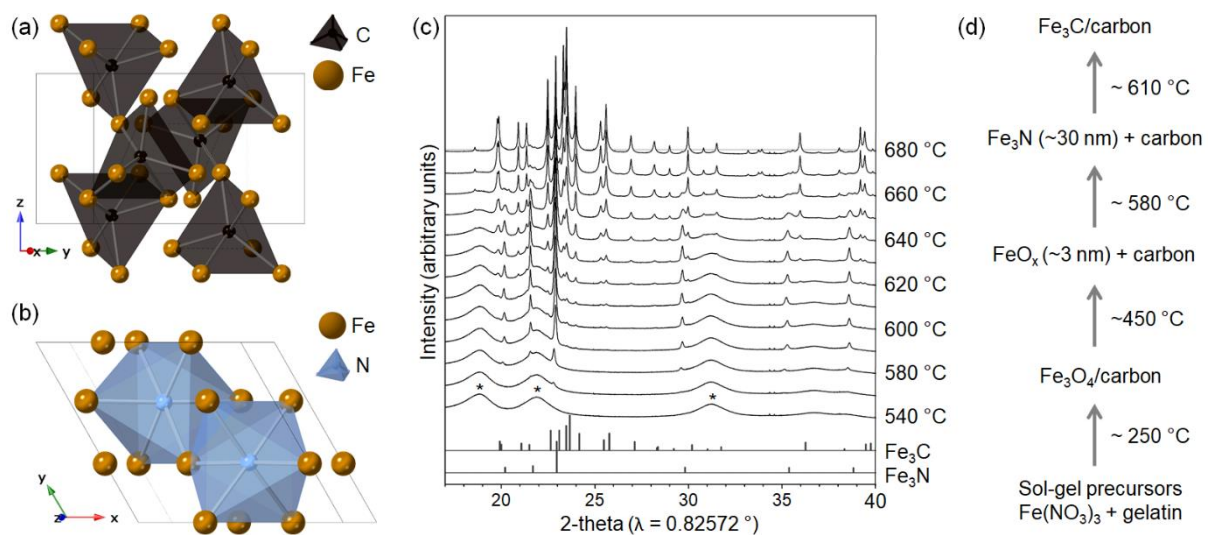 (a)
C
Fe
z
x
y
(b)
Fe
N
y
z
x
(c)
Intensity (arbitrary units)
680 °C
660 °C
640 °C
620 °C
600 °C
580 °C
540 °C
* * *
Fe₃C
Fe₃N
20 25 30 35 40
2-theta (λ = 0.82572 °)
(d)
Fe₃C/carbon
~ 610 °C
Fe₃N (~30 nm) + carbon
~ 580 °C
FeOₓ (~3 nm) + carbon
~450 °C
Fe₃O₄/carbon
~ 250 °C
Sol-gel precursors
Fe(NO₃)₃ + gelatin